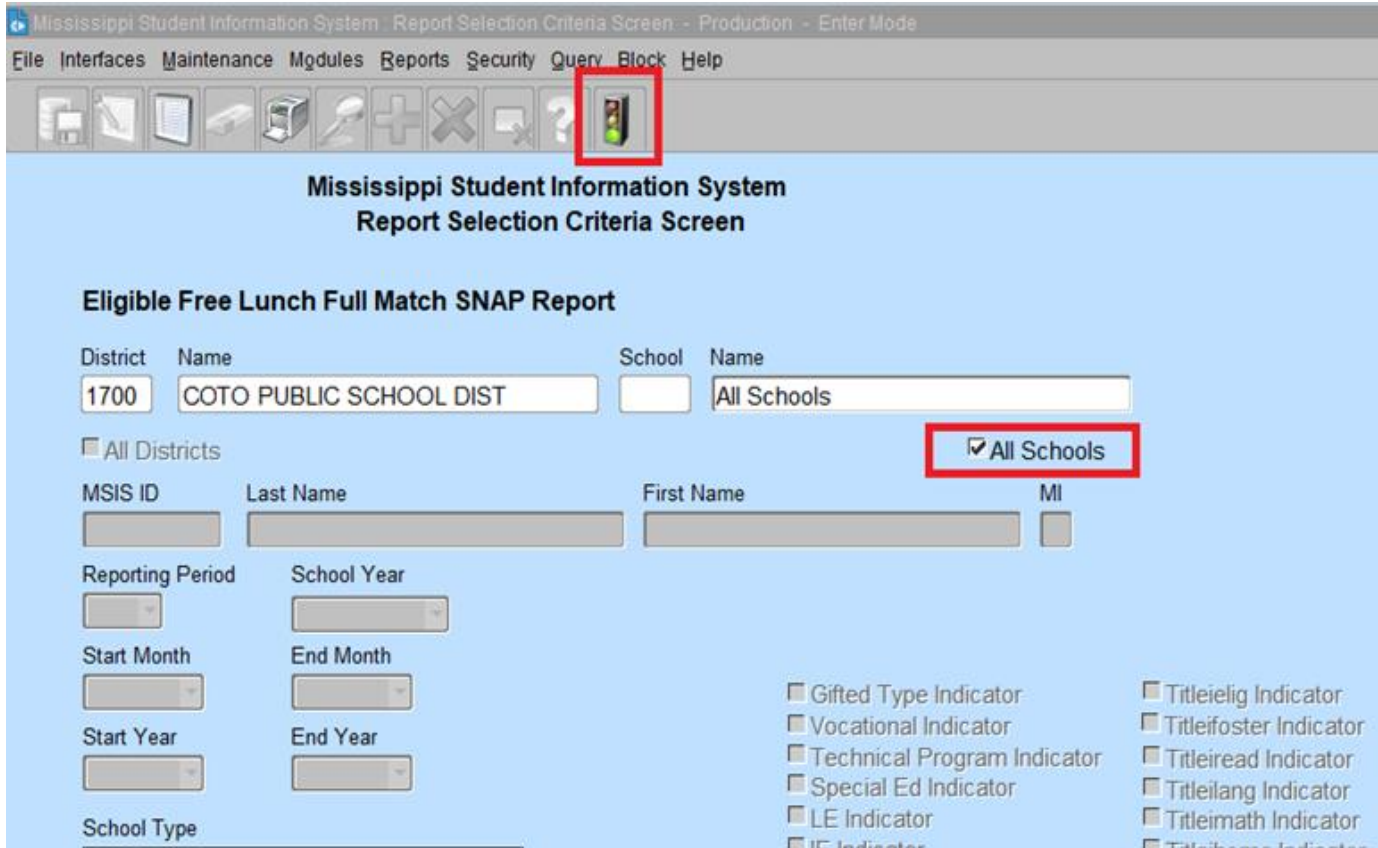 Mississippi Student Information System : Report Selection Criteria Screen - Production - Enter Mode
File Interfaces Maintenance Modules Reports Security Query Block Help
Mississippi Student Information System
Report Selection Criteria Screen
Eligible Free Lunch Full Match SNAP Report
District Name School Name
1700 COTO PUBLIC SCHOOL DIST All Schools
All Districts All Schools
MSIS ID Last Name First Name MI
Reporting Period School Year
Start Month End Month
Gifted Type Indicator Titleielig Indicator
Vocational Indicator Titleifoster Indicator
Start Year End Year
Technical Program Indicator Titleiread Indicator
Special Ed Indicator Titleilang Indicator
LE Indicator Titleimath Indicator
School Type